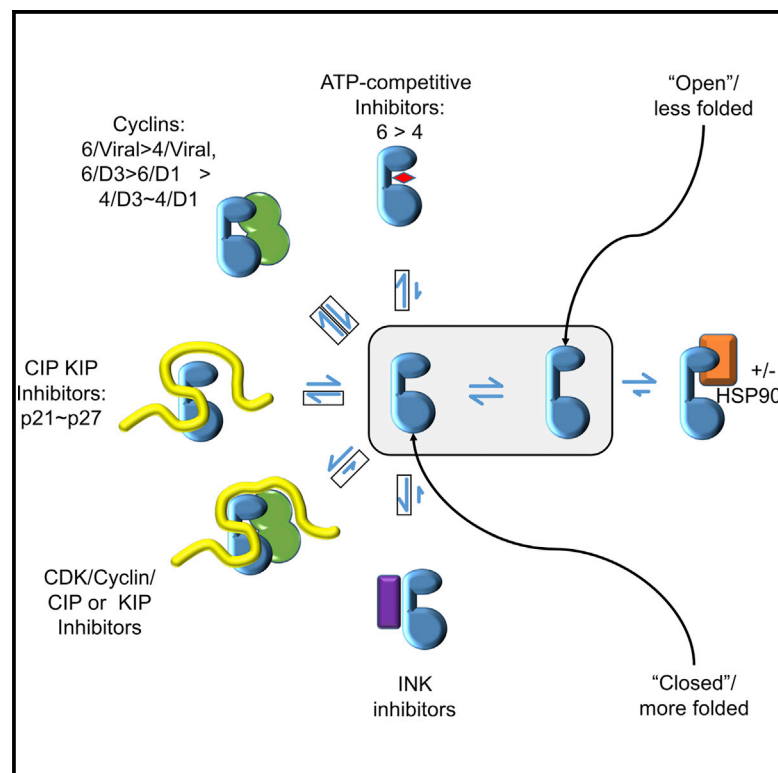 ATP-competitive
Inhibitors:
6 > 4
Cyclins:
6/Viral>4/Viral,
6/D3>6/D1 >
4/D3~4/D1
"Open"/
less folded
CIP KIP
Inhibitors:
p21~p27
+/-
HSP90
CDK/Cyclin/
CIP or KIP
Inhibitors
INK
inhibitors
"Closed"/
more folded